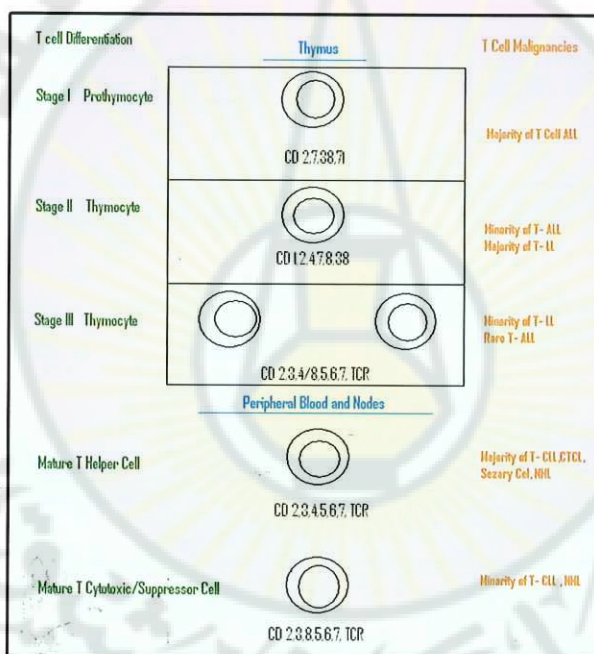 T cell Differentiation
Thymus
T Cell Malignancies
Stage I Prothymocyte
CD 2,7,38,71
Majority of T Cell ALL
Stage II Thymocyte
CD 1,2,4,7,8,38
Minority of T- ALL
Majority of T- LL
Stage III Thymocyte
CD 2,3,4/8,5,6,7, TCR
Minority of T- LL
Rare T- ALL
Peripheral Blood and Nodes
Mature T Helper Cell
CD 2,3,4,5,6,7, TCR
Majority of T- CLL,CTCL,
Sezary Cel, NHL
Mature T Cytotoxic/Suppressor Cell
CD 2,3,8,5,6,7, TCR
Minority of T- CLL , NHL